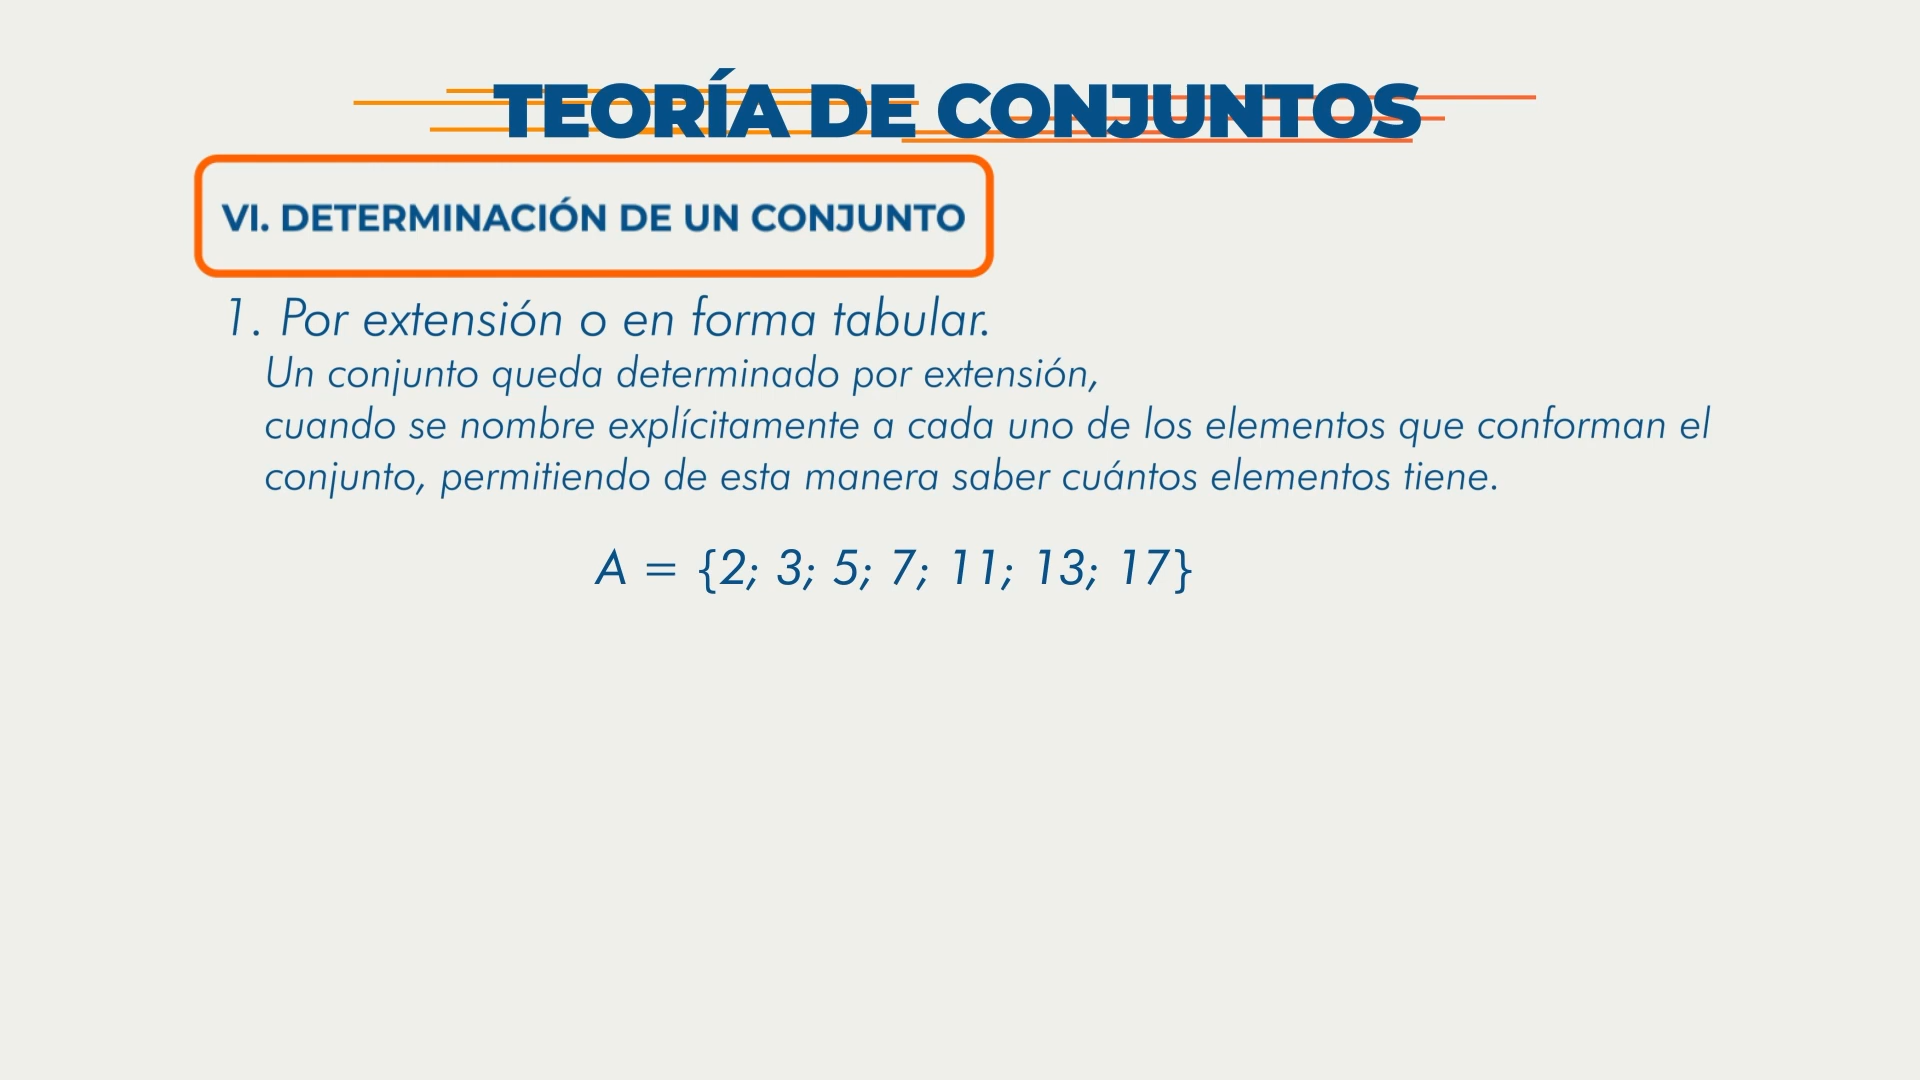 TEORÍA DE CONJUNTOS
VI. DETERMINACIÓN DE UN CONJUNTO
1. Por extensión o en forma tabular.
Un conjunto queda determinado por extensión,
cuando se nombre explícitamente a cada uno de los elementos que conforman el
conjunto, permitiendo de esta manera saber cuántos elementos tiene.
A = {2; 3; 5; 7; 11; 13; 17}